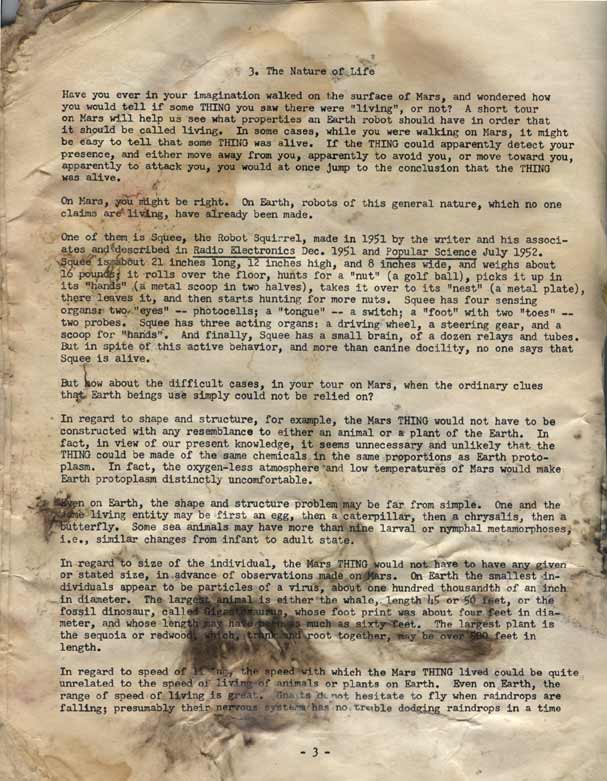 3. The Nature of Life
Have you ever in your imagination walked on the surface of Mars, and wondered how
you would tell if some THING you saw there were "living", or not? A short tour
on Mars will help us see what properties an Earth robot should have in order that
it should be called living. In some cases, while you were walking on Mars, it might
be easy to tell that some THING was alive. If the THING could apparently detect your
presence, and either move away from you, apparently to avoid you, or move toward you,
apparently to attack you, you would at once jump to the conclusion that the THING
was alive.
On Mars, you might be right. On Earth, robots of this general nature, which no one
claims are living, have already been made.
One of them is Squee, the Robot Squirrel, made in 1951 by the writer and his associ-
ates and described in Radio Electronics Dec. 1951 and Popular Science July 1952.
Squee is about 21 inches long, 12 inches high, and 8 inches wide, and weighs about
16 pounds; it rolls over the floor, hunts for a "nut" (a golf ball), picks it up in
its "hands" (a metal scoop in two halves), takes it over to its "nest" (a metal plate),
there leaves it, and then starts hunting for more nuts. Squee has four sensing
organs: two "eyes" -- photocells; a "tongue" -- a switch; a "foot" with two "toes" --
two probes. Squee has three acting organs: a driving wheel, a steering gear, and a
scoop for "hands". And finally, Squee has a small brain, of a dozen relays and tubes.
But in spite of this active behavior, and more than canine docility, no one says that
Squee is alive.
But how about the difficult cases, in your tour on Mars, when the ordinary clues
that Earth beings use simply could not be relied on?
In regard to shape and structure, for example, the Mars THING would not have to be
constructed with any resemblance to either an animal or a plant of the Earth. In
fact, in view of our present knowledge, it seems unnecessary and unlikely that the
THING could be made of the same chemicals in the same proportions as Earth proto-
plasm. In fact, the oxygen-less atmosphere and low temperatures of Mars would make
Earth protoplasm distinctly uncomfortable.
Even on Earth, the shape and structure problem may be far from simple. One and the
same living entity may be first an egg, then a caterpillar, then a chrysalis, then a
butterfly. Some sea animals may have more than nine larval or nymphal metamorphoses,
i.e., similar changes from infant to adult state.
In regard to size of the individual, the Mars THING would not have to have any given
or stated size, in advance of observations made on Mars. On Earth the smallest in-
dividuals appear to be particles of a virus, about one hundred thousandth of an inch
in diameter. The largest animal is either the whale, length 45 or 50 feet, or the
fossil dinosaur, called whose foot print was about four feet in dia-
meter, and whose length may have been as much as sixty feet. The largest plant is
the sequoia or redwood, which, trunk and root together, may be over 500 feet in
length.
In regard to speed of living, the speed with which the Mars THING lived could be quite
unrelated to the speed of living of animals or plants on Earth. Even on Earth, the
range of speed of living is great. Gnats do not hesitate to fly when raindrops are
falling; presumably their nervous system has no trouble dodging raindrops in a time
- 3 -